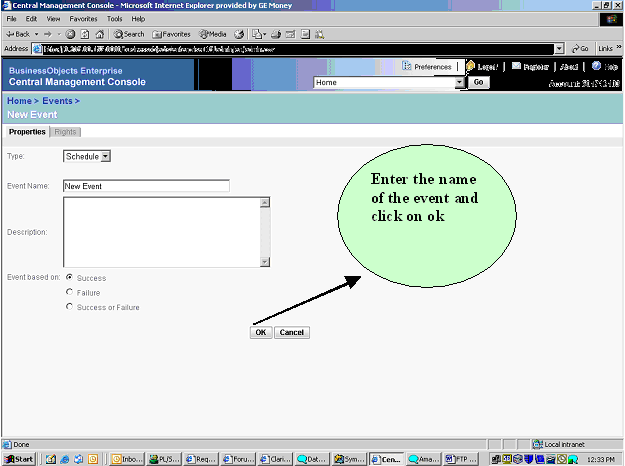 Central Management Console - Microsoft Internet Explorer provided by GE Money
File Edit View Favorites Tools Help
Back Search Favorites Media
Address Go Links »
BusinessObjects Enterprise
Central Management Console
Preferences | Logoff | Register | About | Help
Home Go
Account:
Home > Events >
New Event
Properties Rights
Type: Schedule
Event Name: New Event
Description:
Event based on: Success
Failure
Success or Failure
OK Cancel
Enter the name
of the event and
click on ok
Done Local intranet
Start Inbo... PL/S... Req... Foru... Clari... Dat... Sym... Cen... Ama... FTP ... 12:33 PM